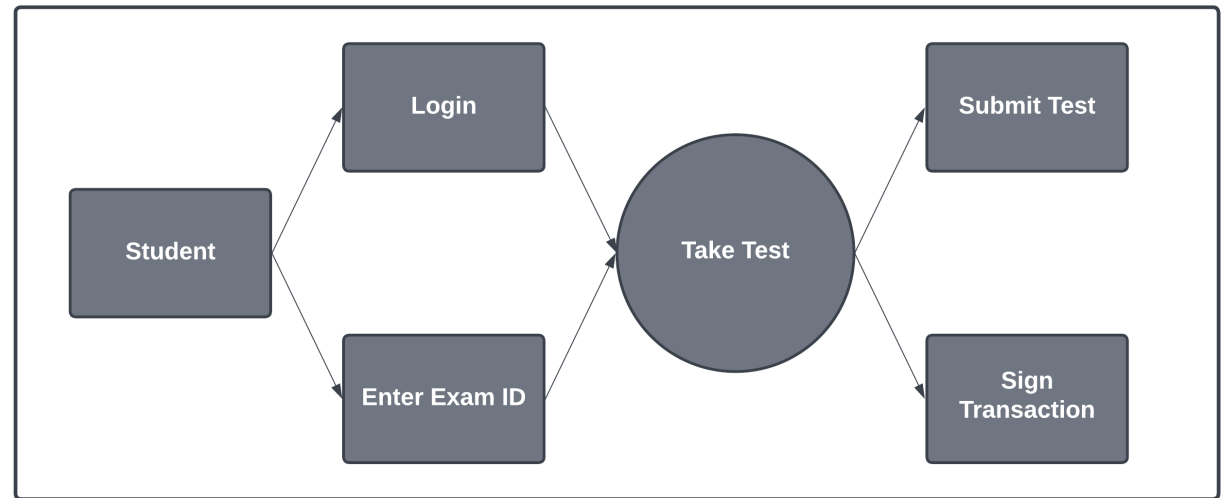 Student
Login
Enter Exam ID
Take Test
Submit Test
Sign
Transaction